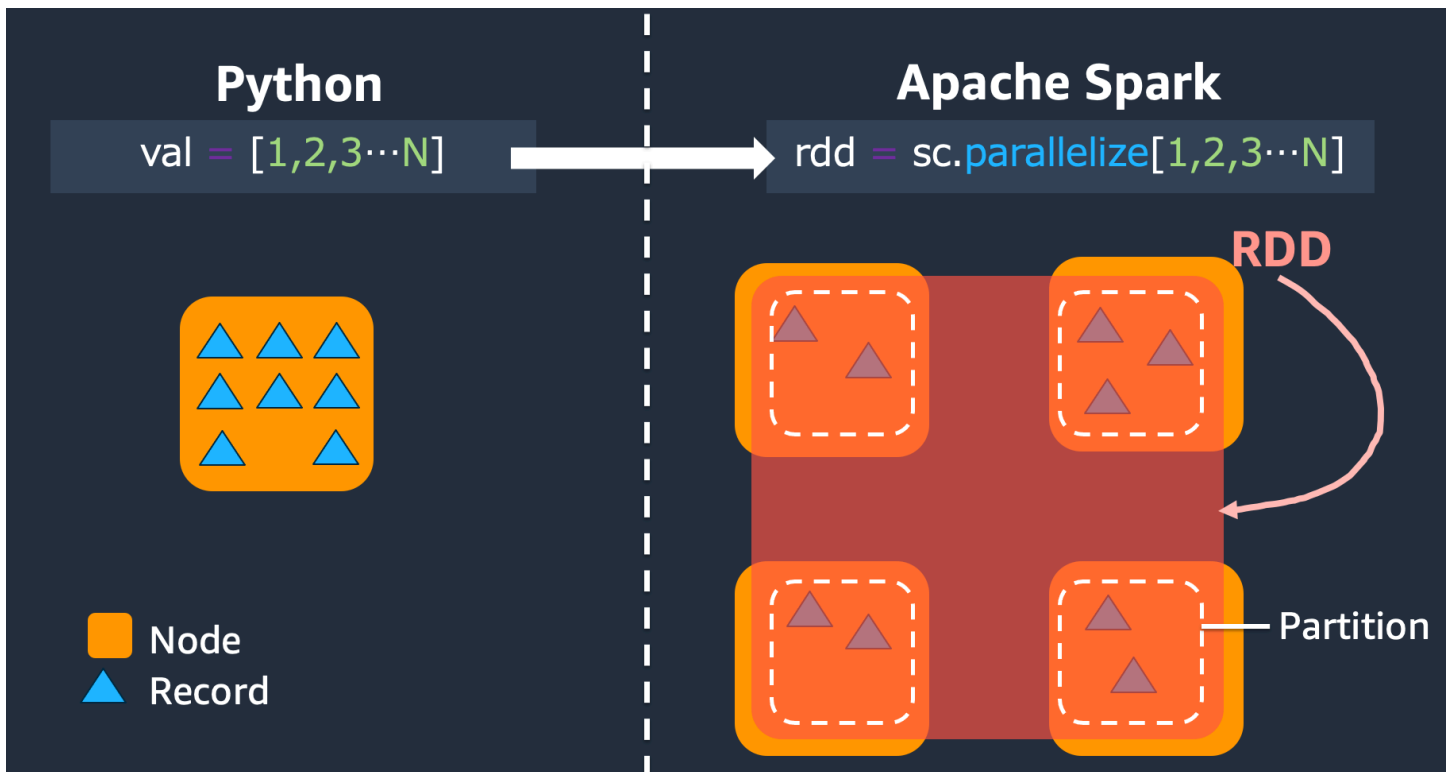 Python
val = [1,2,3⋯N]
Apache Spark
rdd = sc.parallelize[1,2,3⋯N]
RDD
Partition
Node
Record